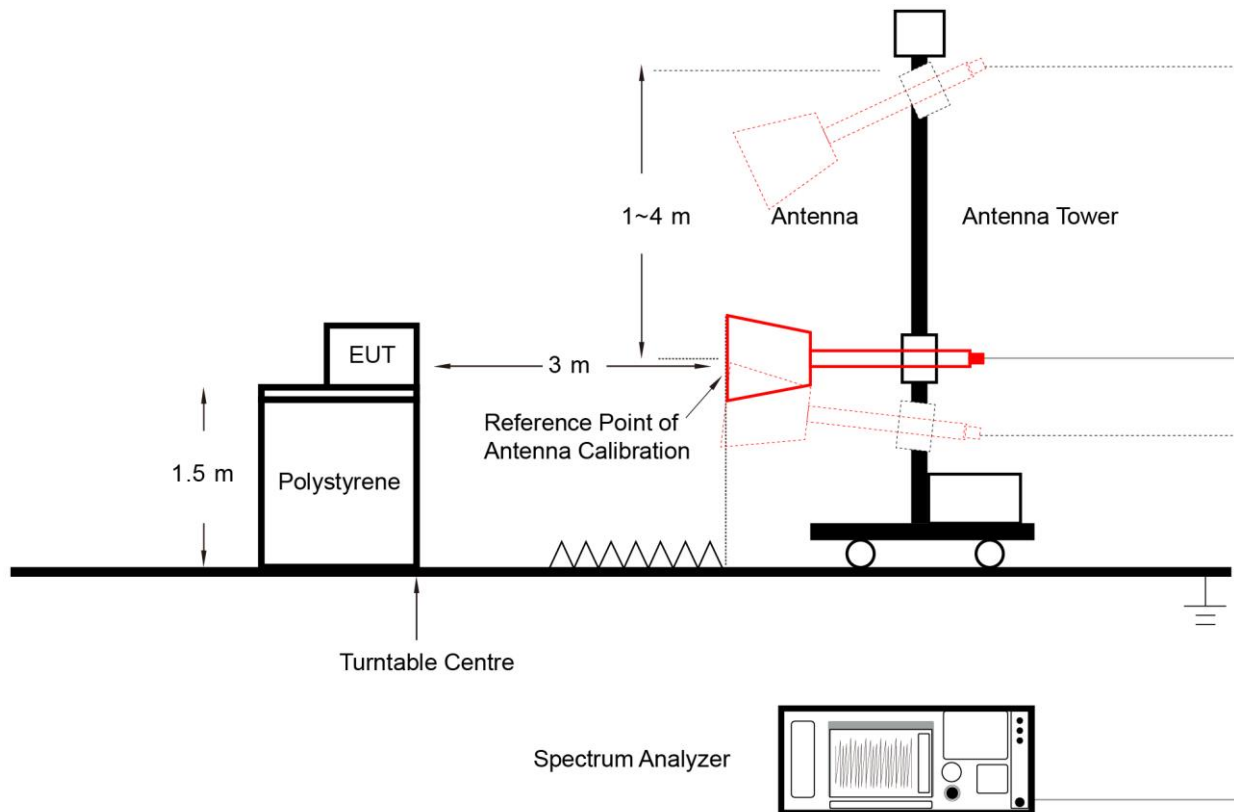 1~4 m
Antenna
Antenna Tower
EUT
3 m
Reference Point of
Antenna Calibration
1.5 m
Polystyrene
Turntable Centre
Spectrum Analyzer